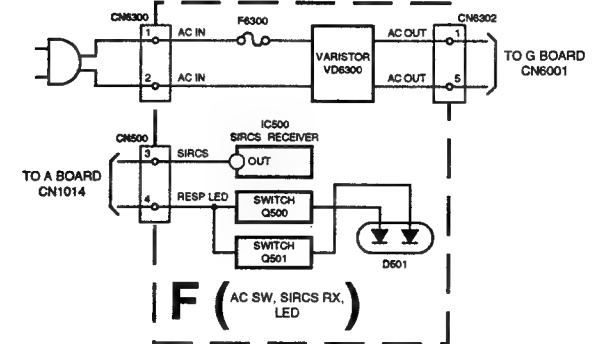 CN6300
F6300
CN6302
1
AC IN
VARISTOR
VD6300
AC OUT
1
2
AC IN
AC OUT
5
TO G BOARD
CN6001
CN500
IC500
SIRCS RECEIVER
3
SIRCS
OUT
TO A BOARD
CN1014
4
RESP LED
SWITCH
Q500
SWITCH
Q501
D501
F
(AC SW, SIRCS RX,
LED)